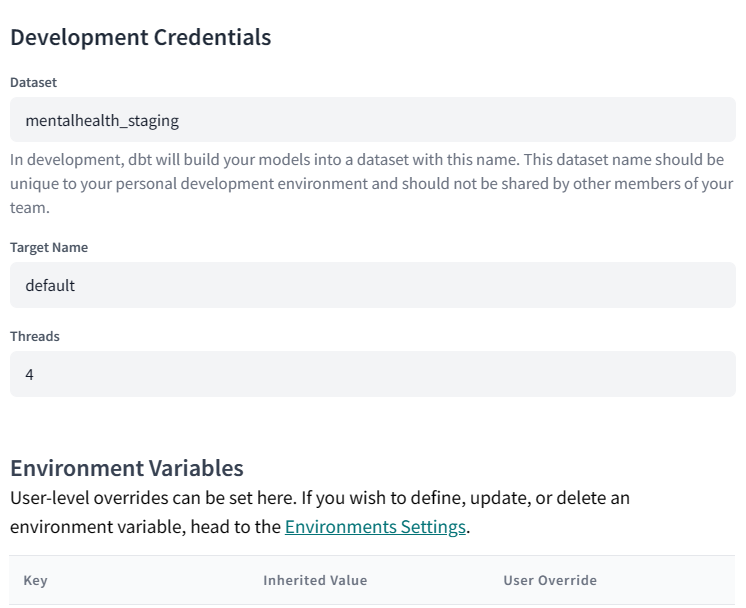 Development Credentials
Dataset
mentalhealth_staging
In development, dbt will build your models into a dataset with this name. This dataset name should be
unique to your personal development environment and should not be shared by other members of your
team.
Target Name
default
Threads
4
Environment Variables
User-level overrides can be set here. If you wish to define, update, or delete an
environment variable, head to the Environments Settings.
Key Inherited Value User Override